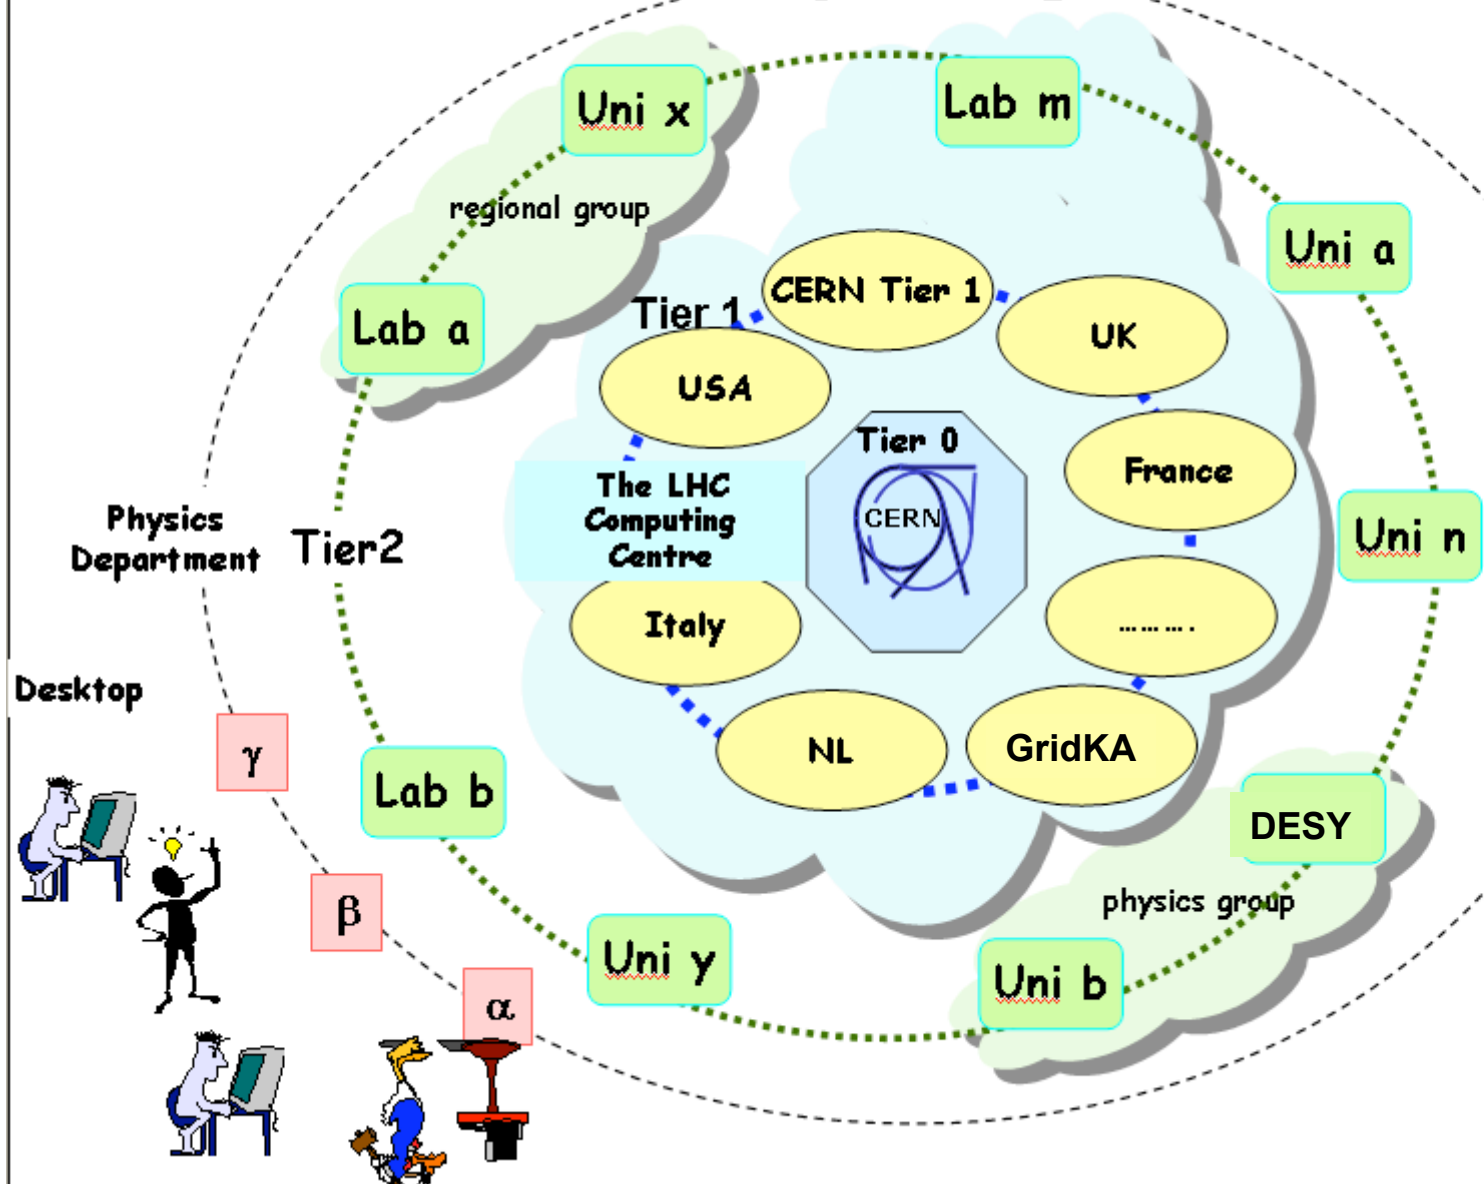 Uni x
Lab m
regional group
Uni a
CERN Tier 1
Tier 1
UK
Lab a
USA
Tier 0
France
The LHC
Computing
Centre
CERN
Physics
Department
Tier2
Uni n
Italy
……….
Desktop
γ
NL
GridKA
Lab b
DESY
β
physics group
Uni y
Uni b
α